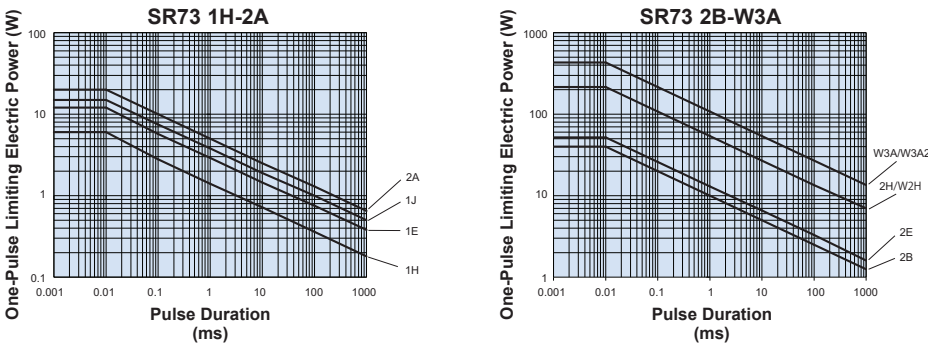 SR73 1H-2A
One-Pulse Limiting Electric Power (W)
100
10
1
0.1
0.001 0.01 0.1 1 10 100 1000
Pulse Duration
(ms)
2A
1J
1E
1H
SR73 2B-W3A
One-Pulse Limiting Electric Power (W)
1000
100
10
1
0.001 0.01 0.1 1 10 100 1000
Pulse Duration
(ms)
W3A/W3A2
2H/W2H
2E
2B